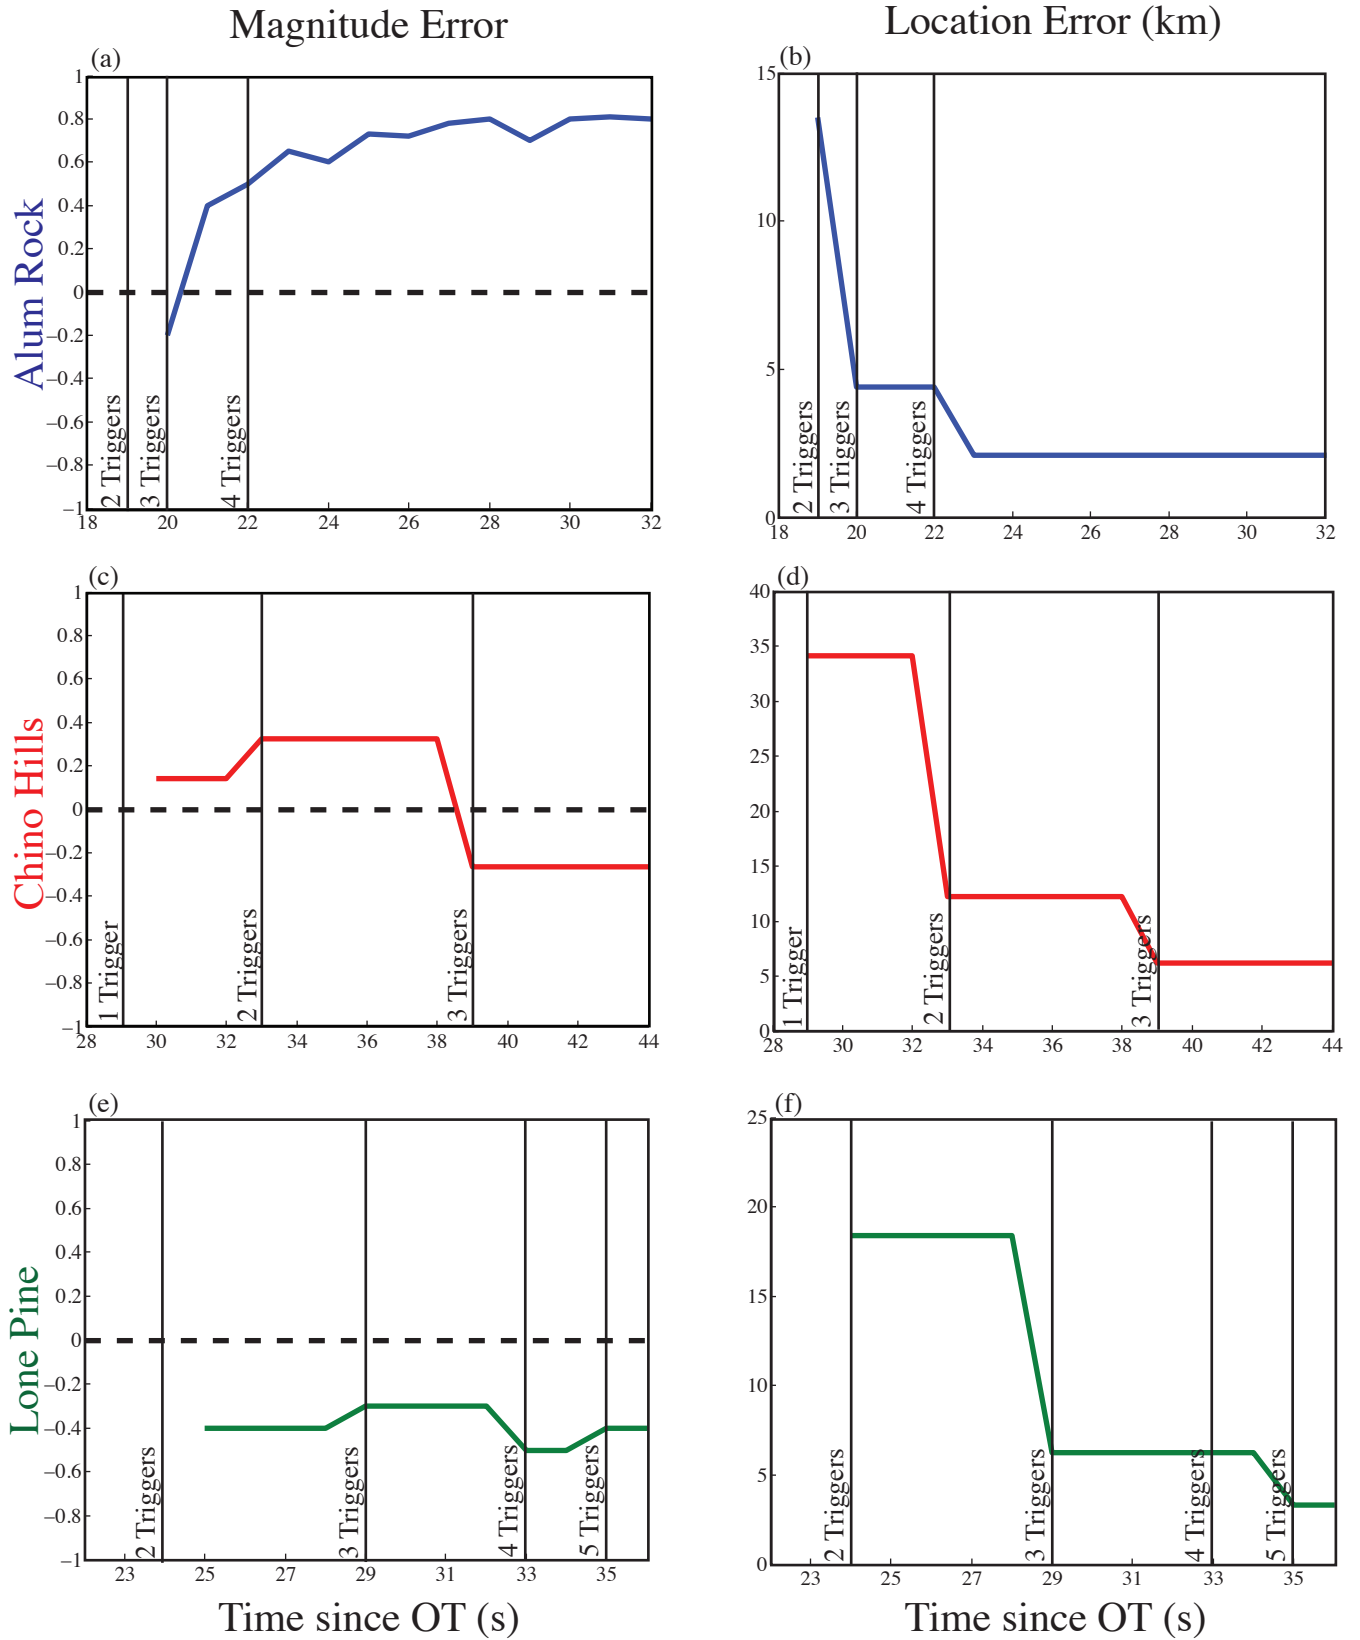 Magnitude Error
Location Error (km)
Alum Rock
(a)
1
0.8
0.6
0.4
0.2
0
−0.2
−0.4
−0.6
−0.8
−1
2 Triggers
3 Triggers
4 Triggers
18 20 22 24 26 28 30 32
(b)
15
10
5
0
2 Triggers
3 Triggers
4 Triggers
18 20 22 24 26 28 30 32
Chino Hills
(c)
1
0.8
0.6
0.4
0.2
0
−0.2
−0.4
−0.6
−0.8
−1
1 Trigger
2 Triggers
3 Triggers
28 30 32 34 36 38 40 42 44
(d)
40
35
30
25
20
15
10
5
0
1 Trigger
2 Triggers
3 Triggers
28 30 32 34 36 38 40 42 44
Lone Pine
(e)
1
0.8
0.6
0.4
0.2
0
−0.2
−0.4
−0.6
−0.8
−1
2 Triggers
3 Triggers
4 Triggers
5 Triggers
23 25 27 29 31 33 35
Time since OT (s)
(f)
25
20
15
10
5
0
2 Triggers
3 Triggers
4 Triggers
5 Triggers
23 25 27 29 31 33 35
Time since OT (s)